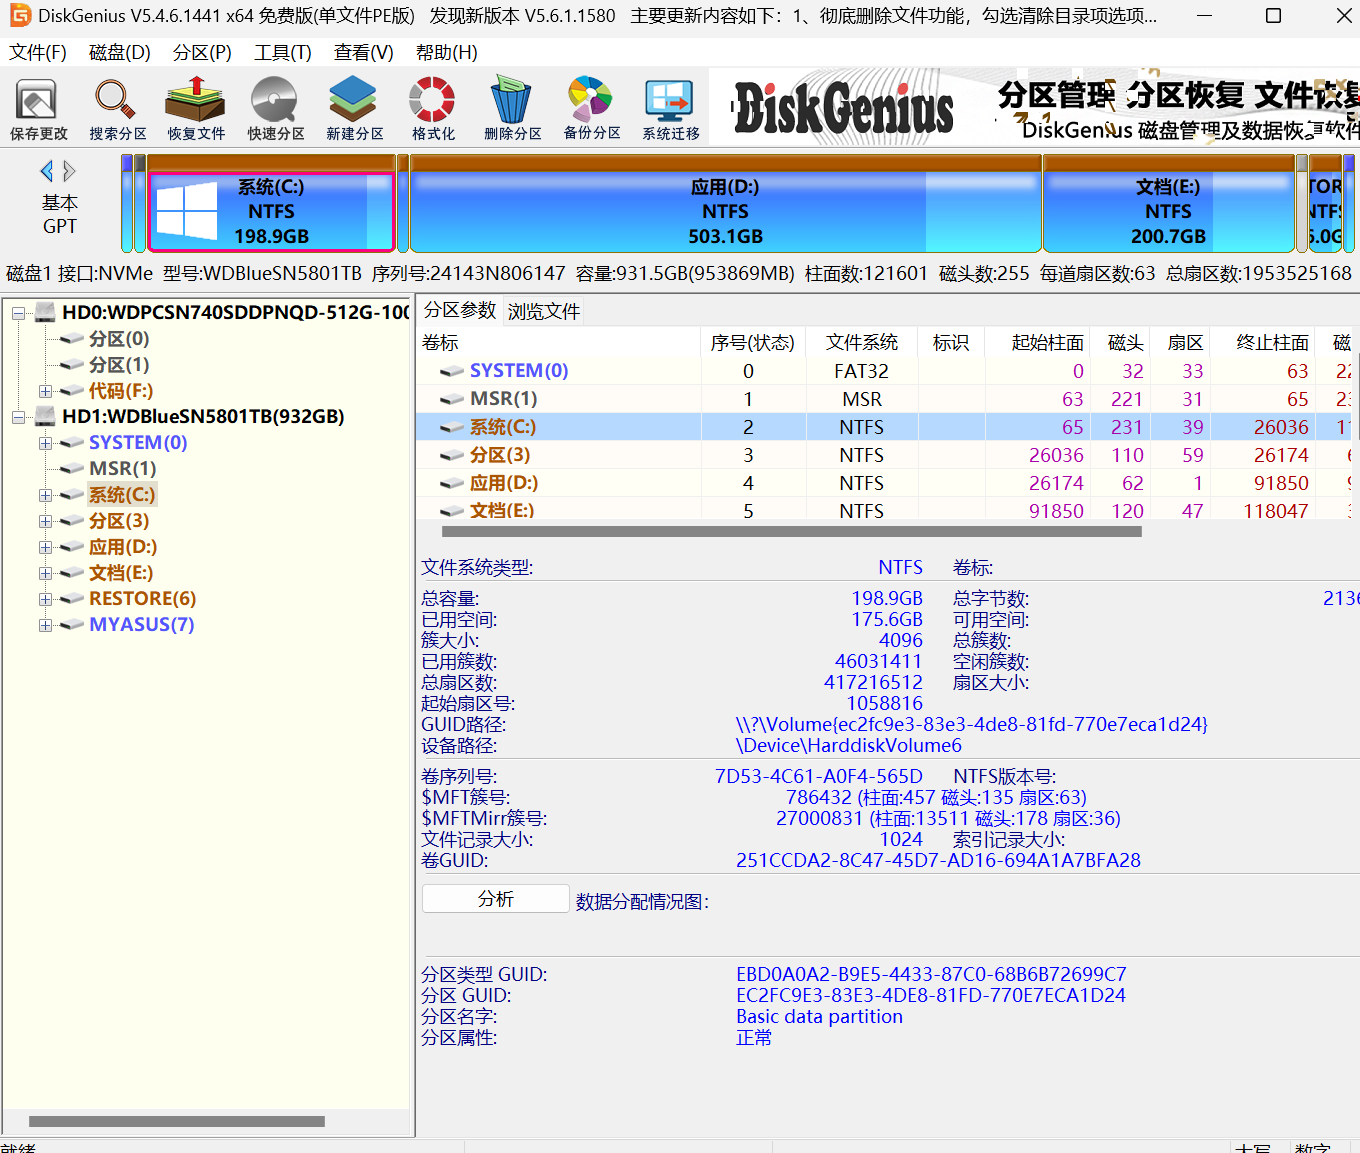 DiskGenius V5.4.6.1441 x64 免费版(单文件PE版) 发现新版本 V5.6.1.1580 主要更新内容如下：1、彻底删除文件功能，勾选清除目录项选项...
文件(F) 磁盘(D) 分区(P) 工具(T) 查看(V) 帮助(H)
保存更改 搜索分区 恢复文件 快速分区 新建分区 格式化 删除分区 备份分区 系统迁移
DiskGenius
分区管理 分区恢复 文件恢复
DiskGenius 磁盘管理及数据恢复软件
基本
GPT
系统(C:)
NTFS
198.9GB
应用(D:)
NTFS
503.1GB
文档(E:)
NTFS
200.7GB
TOR
NTFS
磁盘1 接口:NVMe 型号:WDBlueSN5801TB 序列号:24143N806147 容量:931.5GB(953869MB) 柱面数:121601 磁头数:255 每道扇区数:63 总扇区数:1953525168
HD0:WDPCSN740SDDPNQD-512G-100
分区(0)
分区(1)
代码(F:)
HD1:WDBlueSN5801TB(932GB)
SYSTEM(0)
MSR(1)
系统(C:)
分区(3)
应用(D:)
文档(E:)
RESTORE(6)
MYASUS(7)
分区参数 浏览文件
卷标 序号(状态) 文件系统 标识 起始柱面 磁头 扇区 终止柱面 磁
SYSTEM(0) 0 FAT32 0 32 33 63 22
MSR(1) 1 MSR 63 221 31 65 23
系统(C:) 2 NTFS 65 231 39 26036 11
分区(3) 3 NTFS 26036 110 59 26174
应用(D:) 4 NTFS 26174 62 1 91850
文档(E:) 5 NTFS 91850 120 47 118047
文件系统类型: NTFS 卷标:
总容量: 198.9GB 总字节数: 2136
已用空间: 175.6GB 可用空间:
簇大小: 4096 总簇数:
已用簇数: 46031411 空闲簇数:
总扇区数: 417216512 扇区大小:
起始扇区号: 1058816
GUID路径: \\?\Volume{ec2fc9e3-83e3-4de8-81fd-770e7eca1d24}
设备路径: \Device\HarddiskVolume6
卷序列号: 7D53-4C61-A0F4-565D NTFS版本号:
$MFT簇号: 786432 (柱面:457 磁头:135 扇区:63)
$MFTMirr簇号: 27000831 (柱面:13511 磁头:178 扇区:36)
文件记录大小: 1024 索引记录大小:
卷GUID: 251CCDA2-8C47-45D7-AD16-694A1A7BFA28
分析 数据分配情况图:
分区类型 GUID: EBD0A0A2-B9E5-4433-87C0-68B6B72699C7
分区 GUID: EC2FC9E3-83E3-4DE8-81FD-770E7ECA1D24
分区名字: Basic data partition
分区属性: 正常
就绪 大写 数字